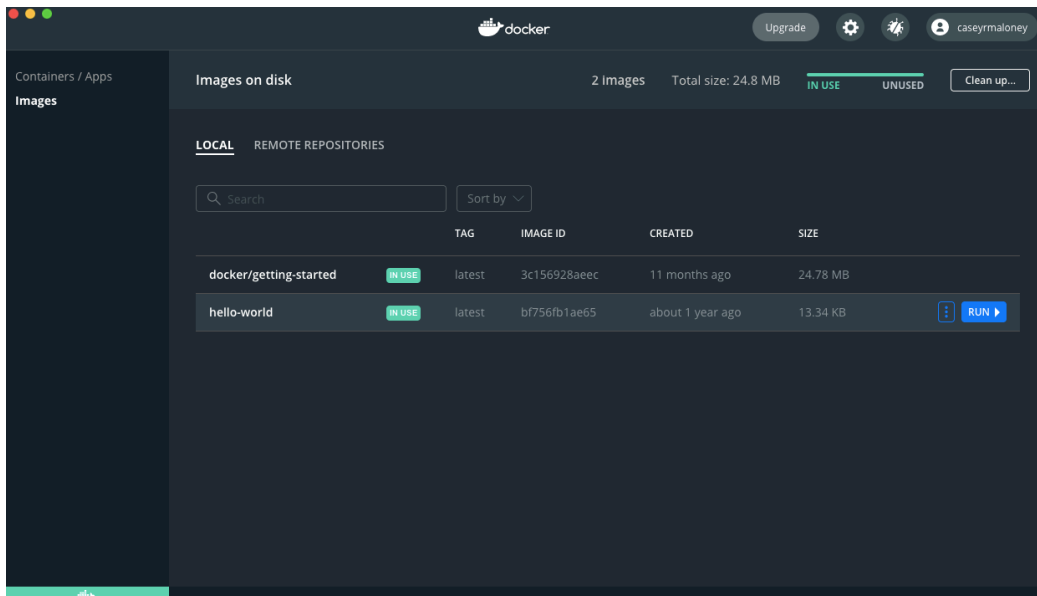 docker
Upgrade
caseyrmaloney
Containers / Apps
Images
Images on disk
2 images
Total size: 24.8 MB
IN USE
UNUSED
Clean up...
LOCAL
REMOTE REPOSITORIES
Search
Sort by
TAG
IMAGE ID
CREATED
SIZE
docker/getting-started
IN USE
latest
3c156928aeec
11 months ago
24.78 MB
hello-world
IN USE
latest
bf756fb1ae65
about 1 year ago
13.34 KB
RUN